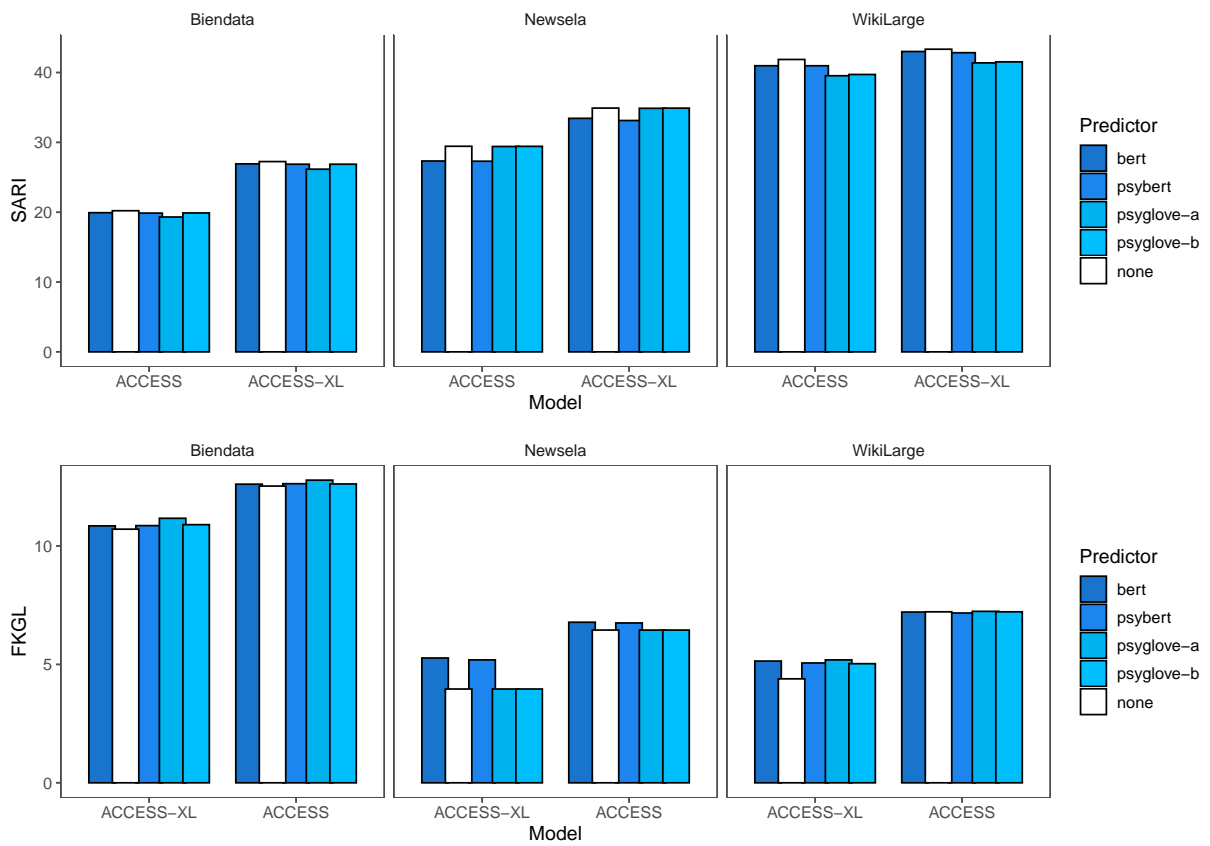 Biendata Newsela WikiLarge
SARI
40
30
20
10
0
ACCESS ACCESS−XL ACCESS ACCESS−XL ACCESS ACCESS−XL
Model
Predictor
bert
psybert
psyglove−a
psyglove−b
none
Biendata Newsela WikiLarge
FKGL
10
5
0
ACCESS−XL ACCESS ACCESS−XL ACCESS ACCESS−XL ACCESS
Model
Predictor
bert
psybert
psyglove−a
psyglove−b
none